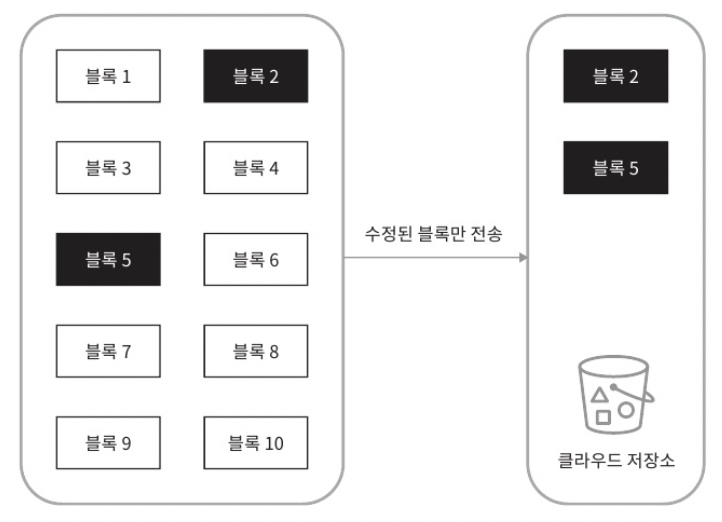 블록 1
블록 2
블록 3
블록 4
블록 5
블록 6
블록 7
블록 8
블록 9
블록 10
수정된 블록만 전송
블록 2
블록 5
클라우드 저장소